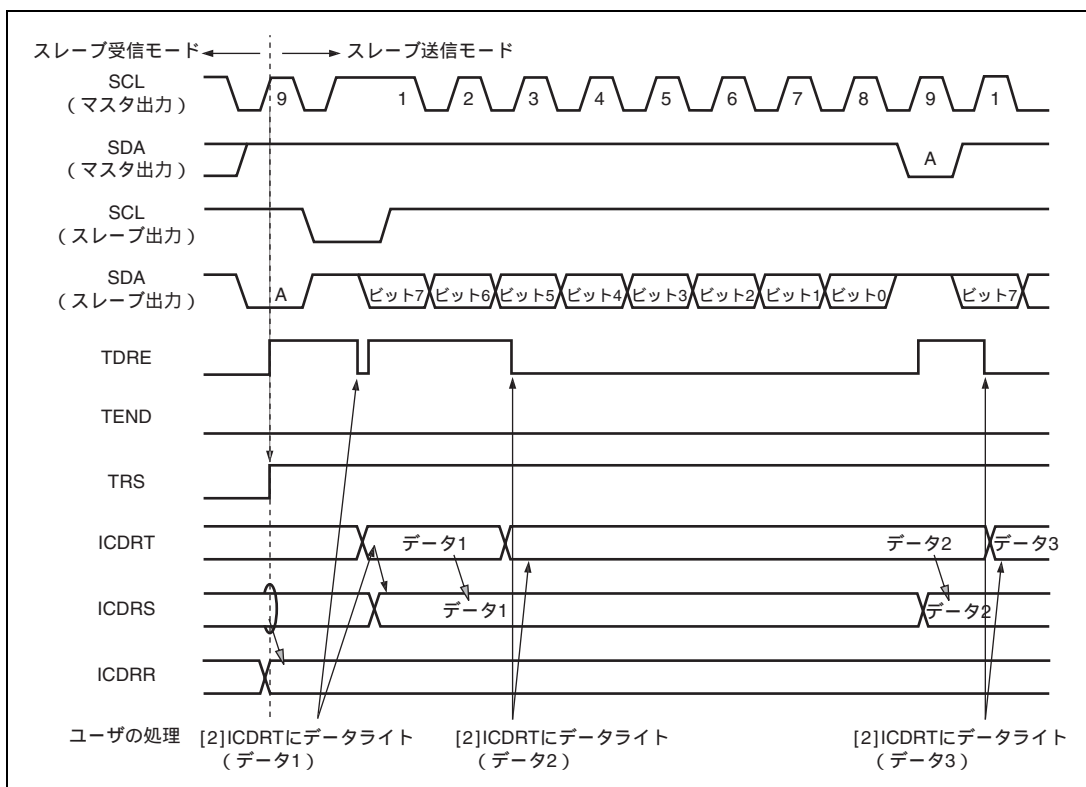 スレーブ受信モード スレーブ送信モード
SCL
（マスタ出力） 9 1 2 3 4 5 6 7 8 9 1
SDA
（マスタ出力） A
SCL
（スレーブ出力）
SDA
（スレーブ出力） A ビット7 ビット6 ビット5 ビット4 ビット3 ビット2 ビット1 ビット0 ビット7
TDRE
TEND
TRS
ICDRT データ1 データ2 データ3
ICDRS データ1 データ2
ICDRR
ユーザの処理 [2]ICDRTにデータライト [2]ICDRTにデータライト [2]ICDRTにデータライト
（データ1） （データ2） （データ3）